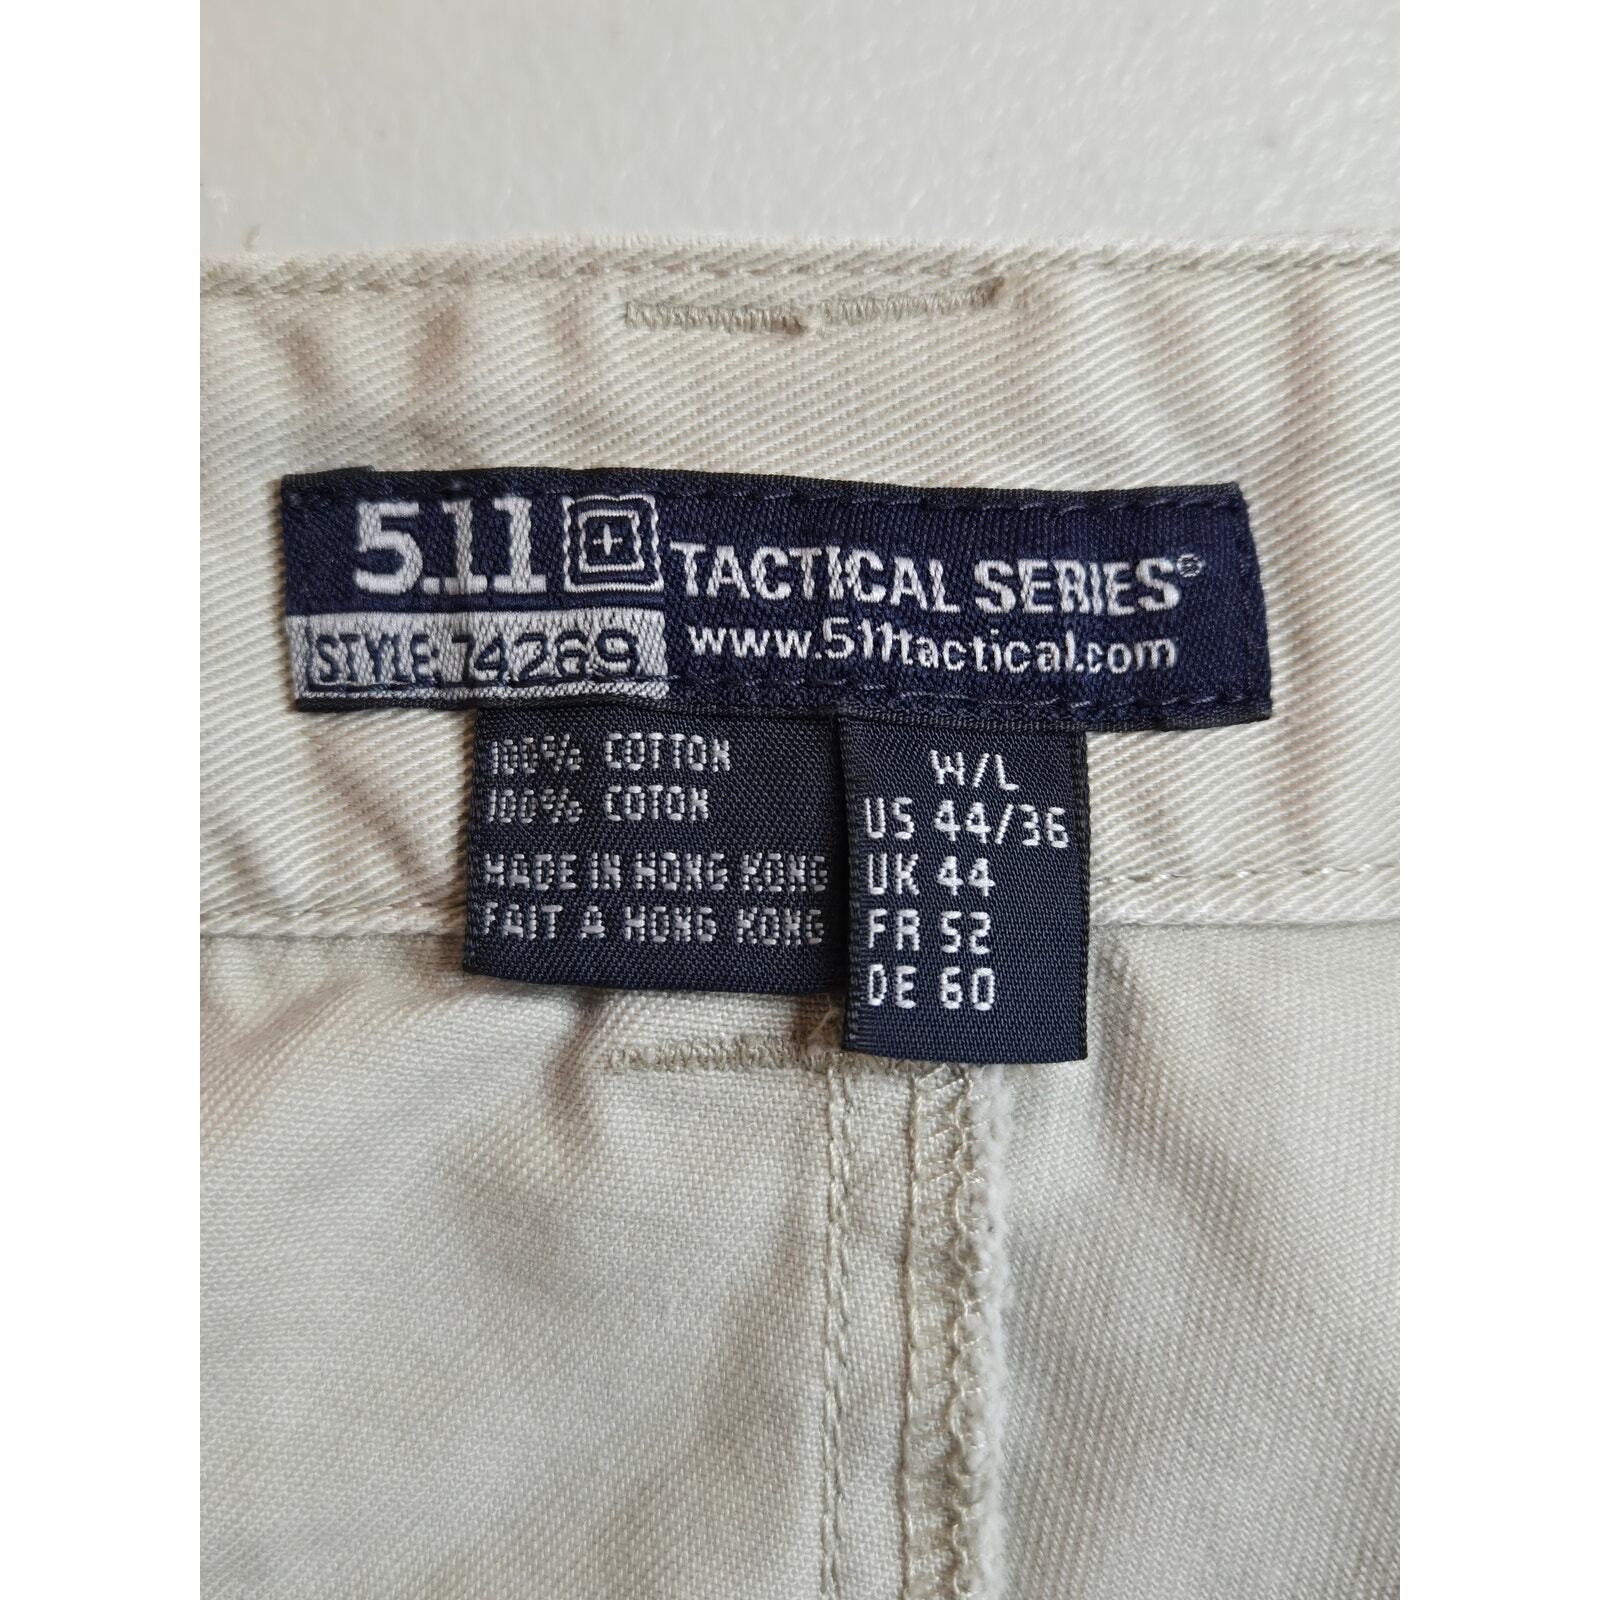 5.11 TACTICAL SERIES®
www.511tactical.com
STYLE 74269
100% COTTON
100% COTON
MADE IN HONG KONG
FAIT A HONG KONG
W/L
US 44/36
UK 44
FR 52
DE 60